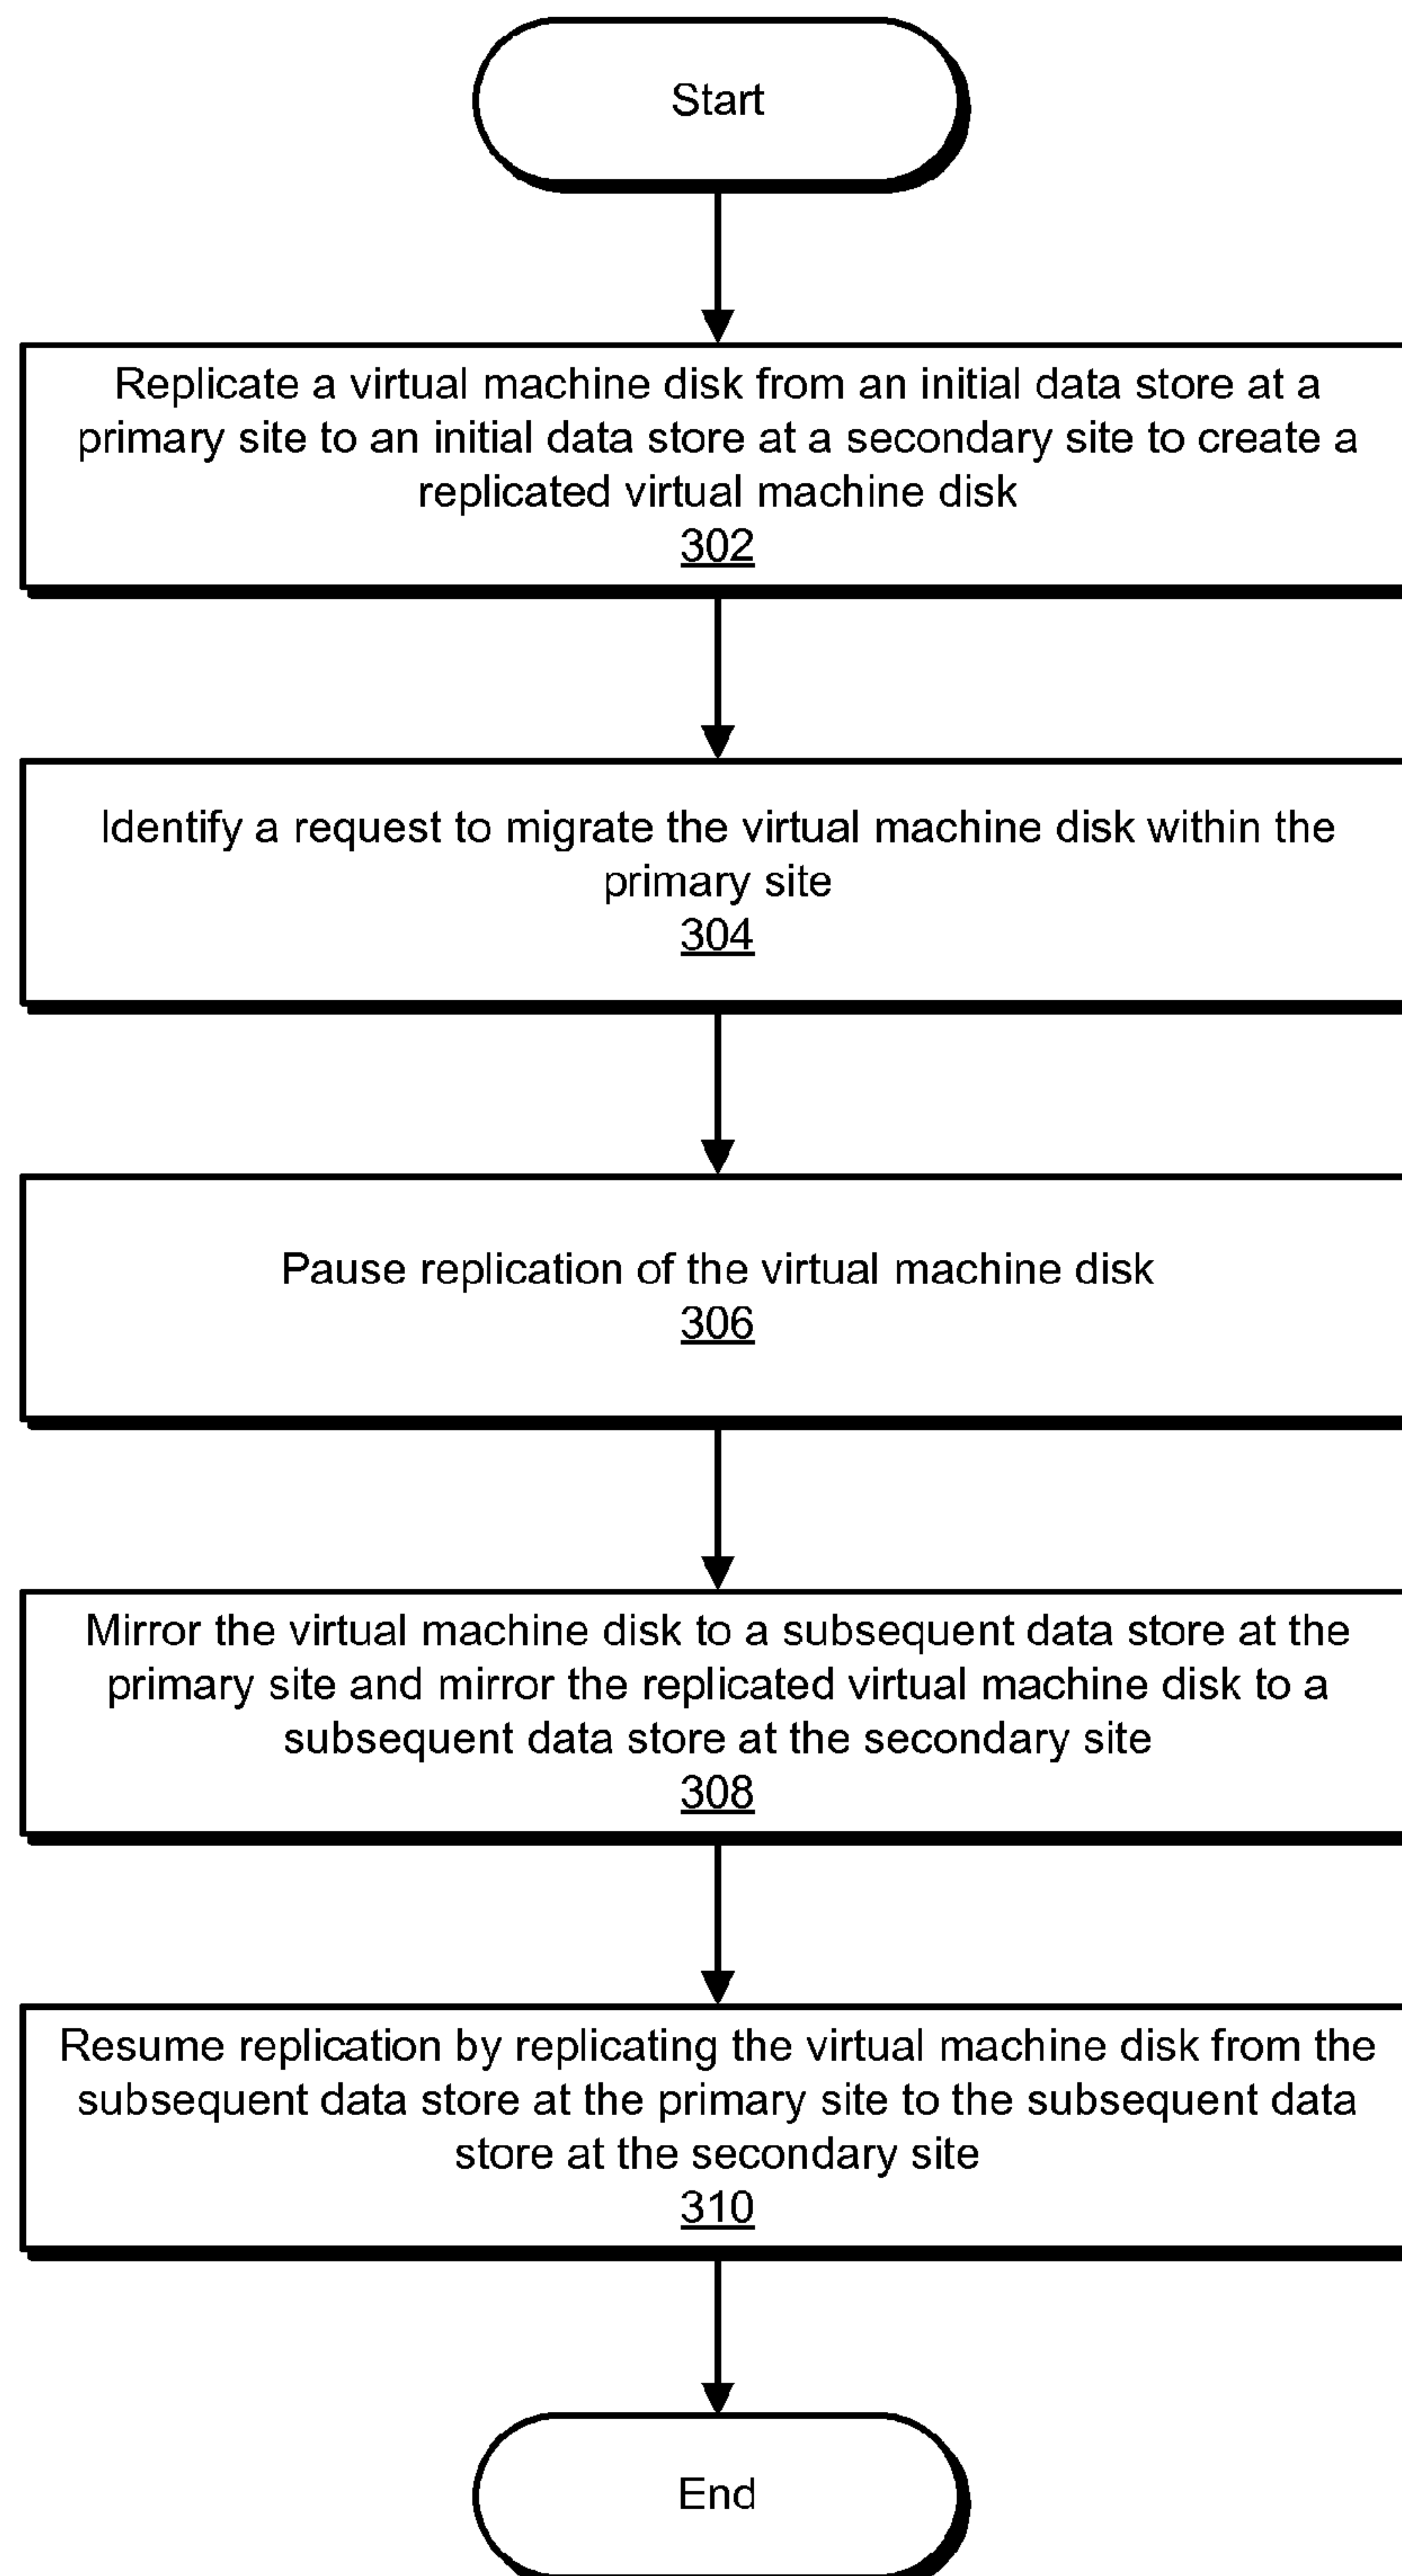 Start
Replicate a virtual machine disk from an initial data store at a
primary site to an initial data store at a secondary site to create a
replicated virtual machine disk
302
Identify a request to migrate the virtual machine disk within the
primary site
304
Pause replication of the virtual machine disk
306
Mirror the virtual machine disk to a subsequent data store at the
primary site and mirror the replicated virtual machine disk to a
subsequent data store at the secondary site
308
Resume replication by replicating the virtual machine disk from the
subsequent data store at the primary site to the subsequent data
store at the secondary site
310
End